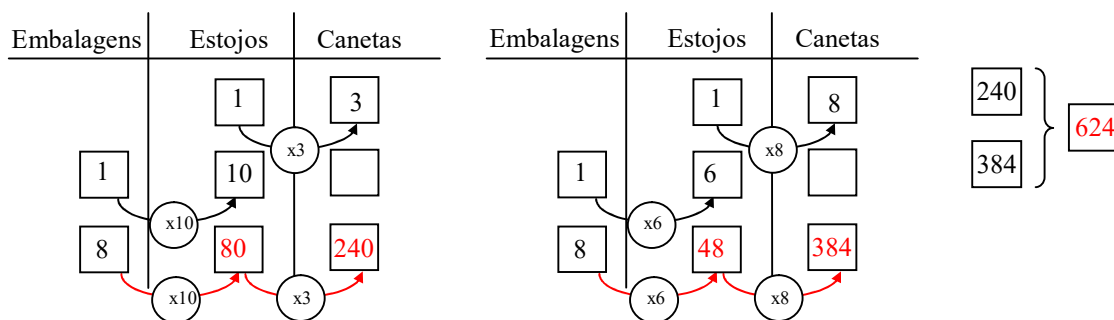 Embalagens Estojos Canetas Embalagens Estojos Canetas
1 3 1 8 240
x3 x8 624
1 10 1 6 384
x10 x6
8 80 240 8 48 384
x10 x3 x6 x8